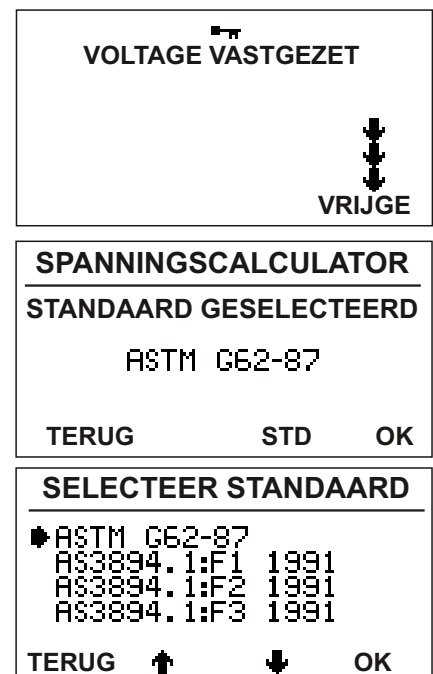 VOLTAGE VASTGEZET
VRIJGE
SPANNINGSCALCULATOR
STANDAARD GESELECTEERD
ASTM G62-87
TERUG STD OK
SELECTEER STANDAARD
ASTM G62-87
AS3894.1:F1 1991
AS3894.1:F2 1991
AS3894.1:F3 1991
TERUG OK